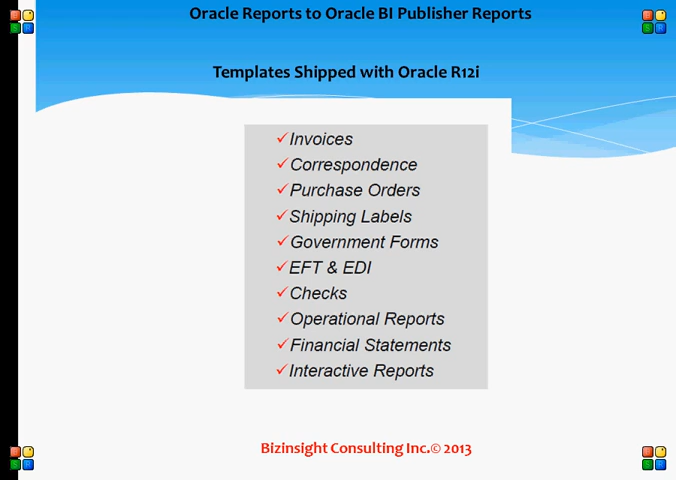 Oracle Reports to Oracle BI Publisher Reports
Templates Shipped with Oracle R12i
✓Invoices
✓Correspondence
✓Purchase Orders
✓Shipping Labels
✓Government Forms
✓EFT & EDI
✓Checks
✓Operational Reports
✓Financial Statements
✓Interactive Reports
Bizinsight Consulting Inc.© 2013